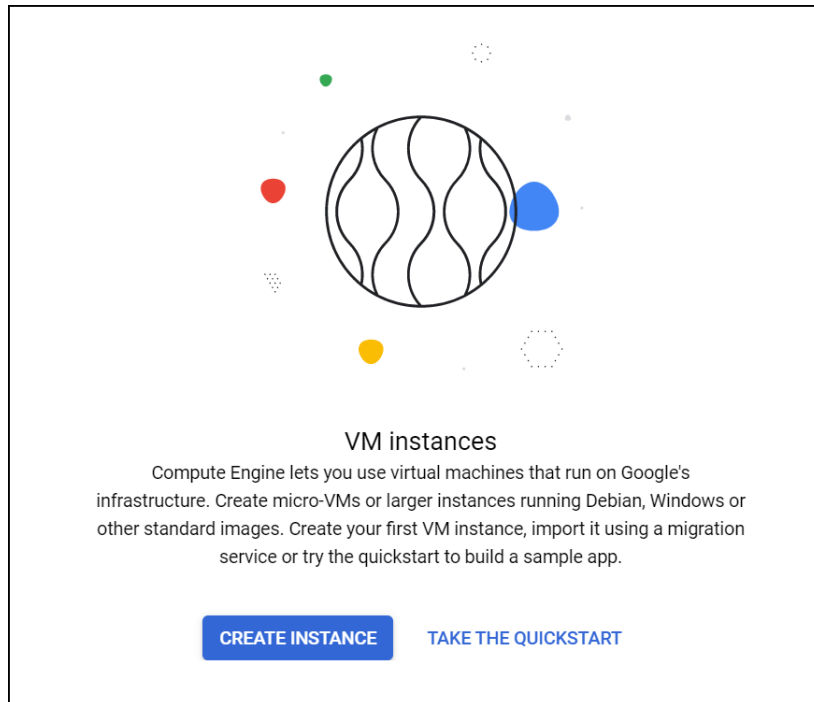 VM instances
Compute Engine lets you use virtual machines that run on Google's
infrastructure. Create micro-VMs or larger instances running Debian, Windows or
other standard images. Create your first VM instance, import it using a migration
service or try the quickstart to build a sample app.
CREATE INSTANCE TAKE THE QUICKSTART